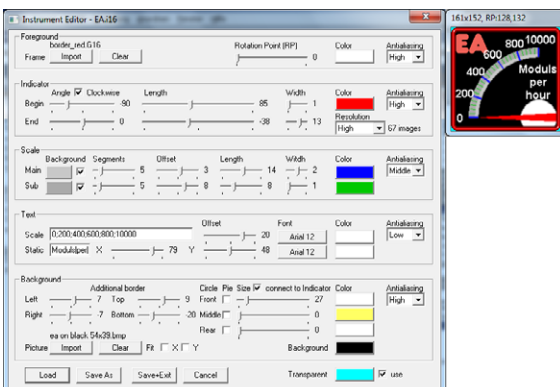 Instrument Editor - EA.i16
Foreground
border_red.G16
Frame Import Clear
Rotation Point (RP) 0
Color
Antialiasing
High
Indicator
Angle Clockwise Length Width Color Antialiasing
Begin -90 85 1 High
End 0 -38 13 Resolution
High 67 images
Scale
Background Segments Offset Length Witdh Color Antialiasing
Main 5 3 14 2 Middle
Sub 5 8 8 1
Text
Offset Font Color Antialiasing
Scale 0;200;400;600;800;10000 20 Arial 12 Low
Static Moduls|per| X 79 Y 48 Arial 12
Background
Additional border Circle Pie Size connect to Indicator Color Antialiasing
Left 7 Top 9 Front 27 High
Right -7 Bottom -20 Middle 0
Rear 0
ea on black 54x39.bmp
Picture Import Clear Fit X Y Background
Load Save As Save+Exit Cancel Transparent use
161x152, RP:128,132
EA
0
200
400
600
800
10000
Moduls
per
hour